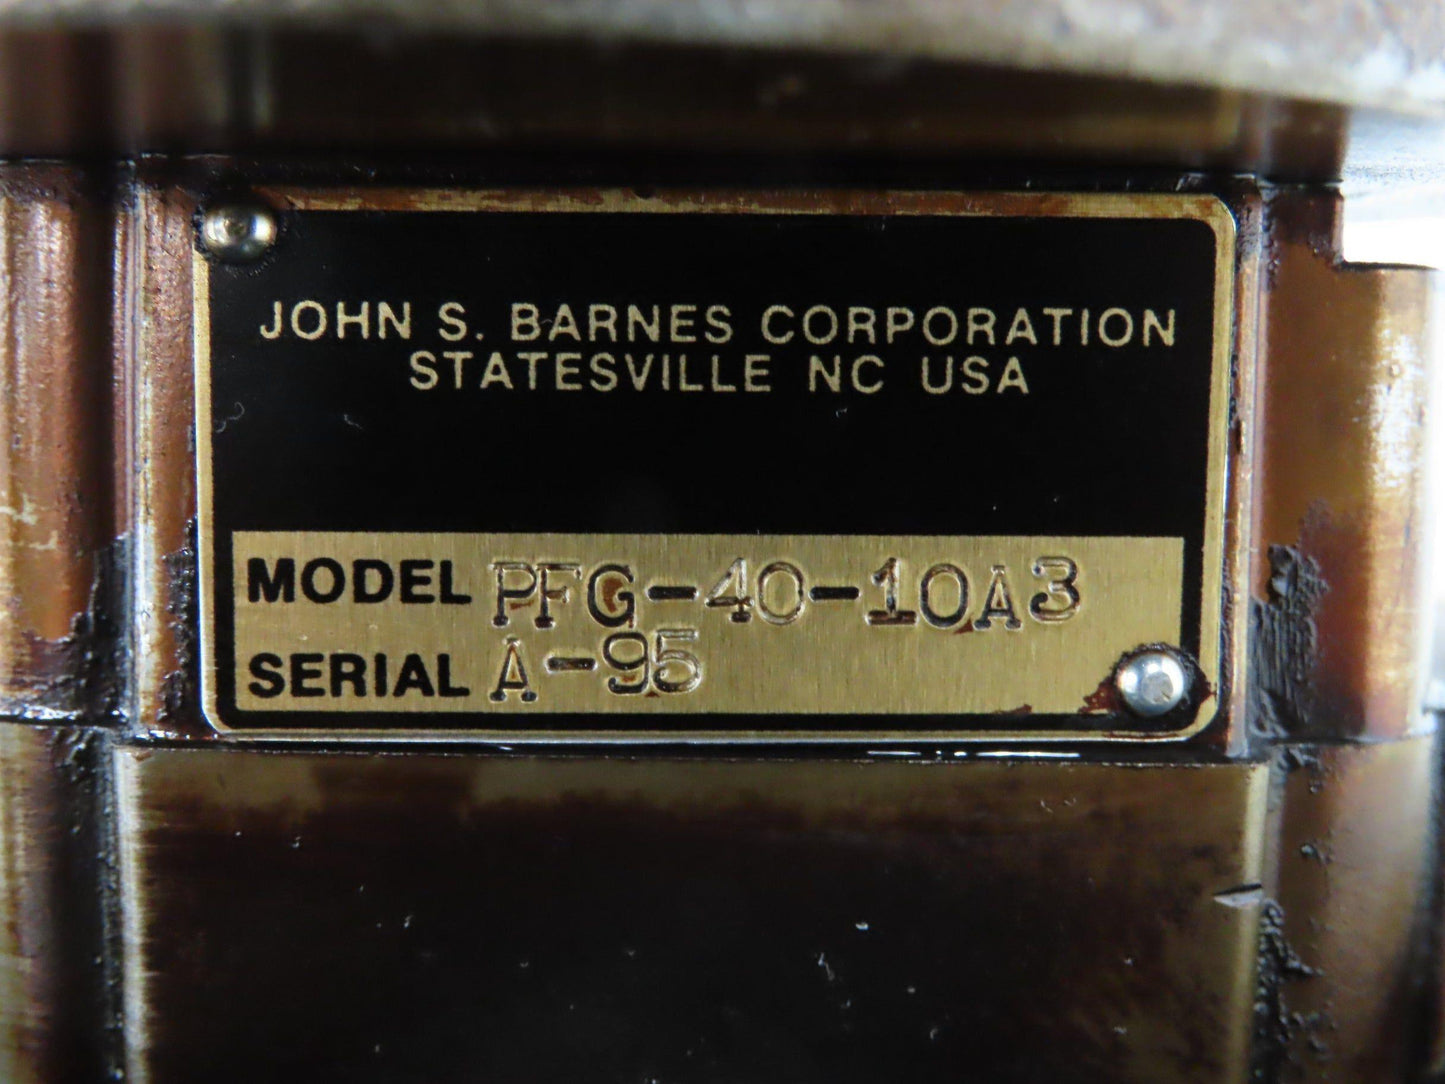 JOHN S. BARNES CORPORATION
STATESVILLE NC USA
MODEL PFG-40-10A3
SERIAL A-95